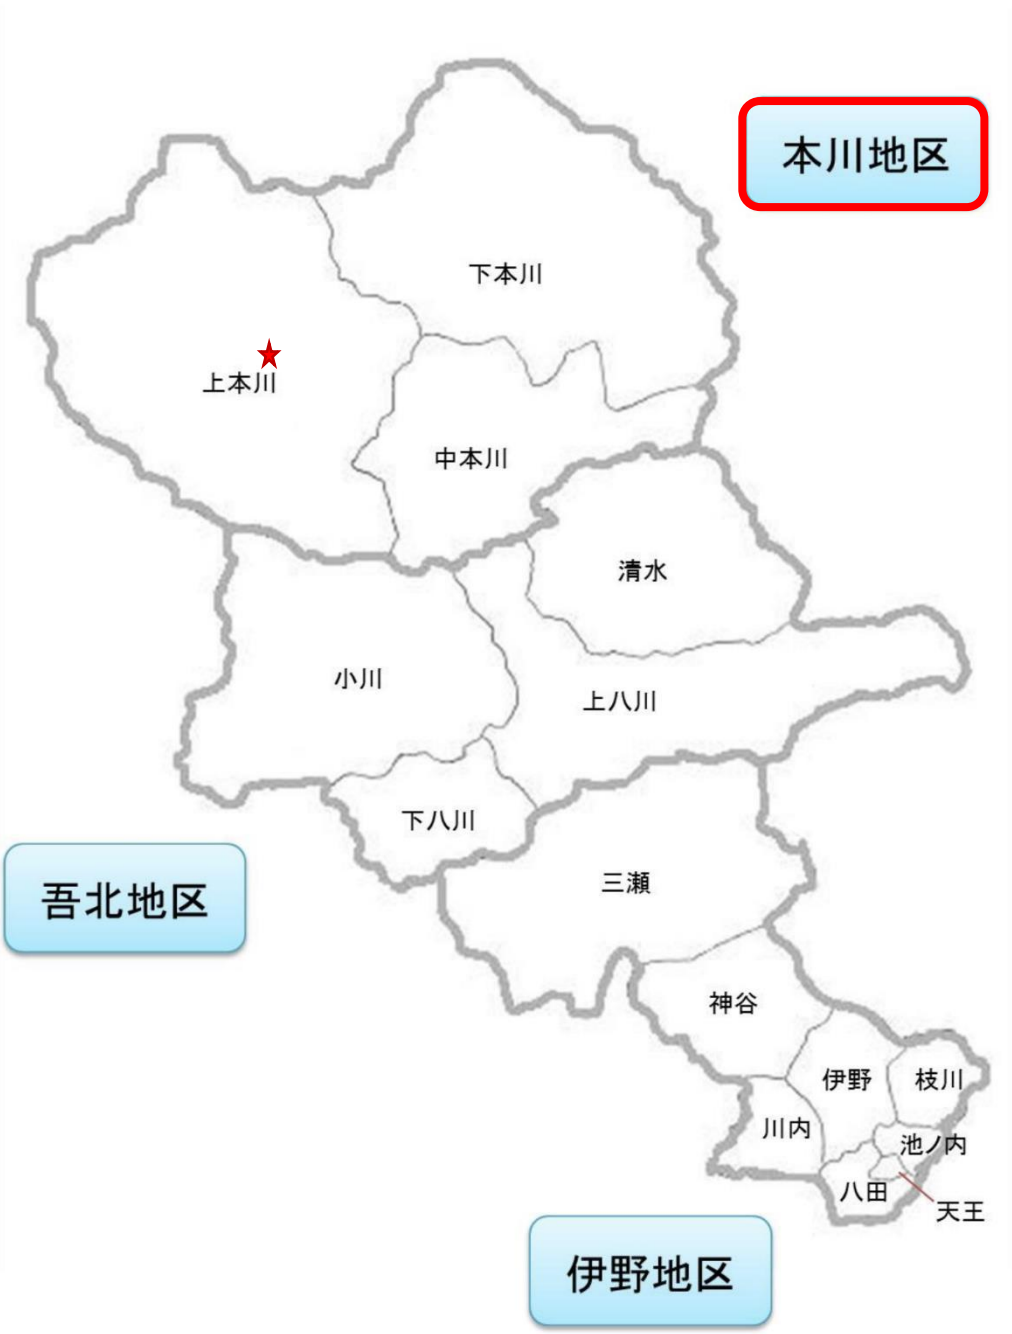 本川地区
下本川
上本川
中本川
清水
小川
上八川
下八川
三瀬
吾北地区
神谷
伊野
枝川
川内
池ノ内
八田
天王
伊野地区